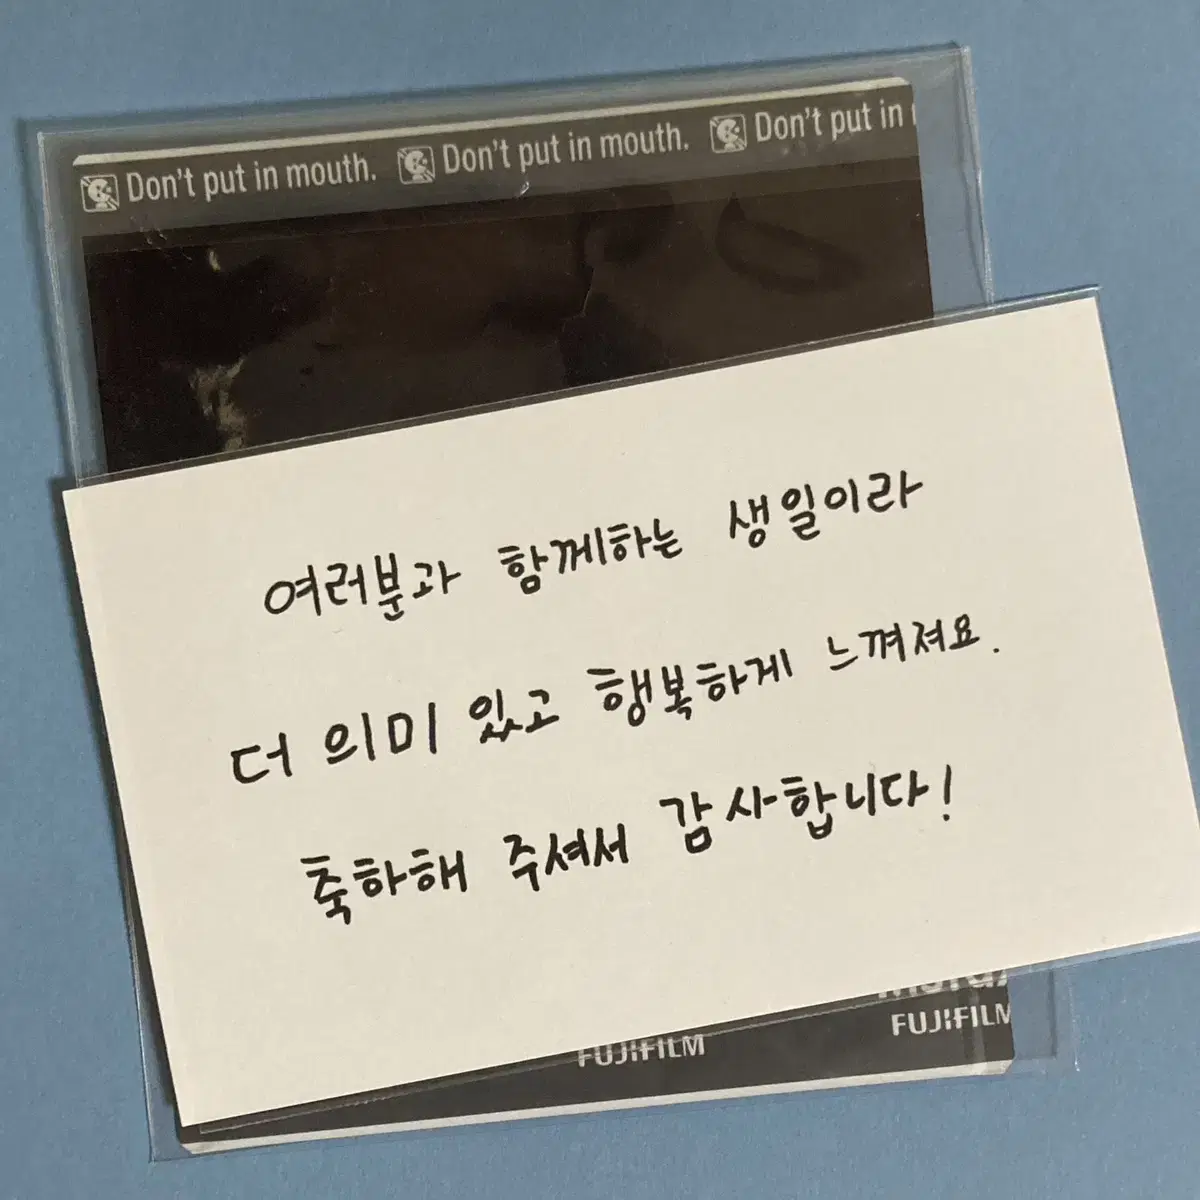 Don't put in mouth. Don't put in mouth. Don't put in
여러분과 함께하는 생일이라
더 의미 있고 행복하게 느껴져요.
축하해 주셔서 감사합니다!
FUJIFILM
FUJIFILM